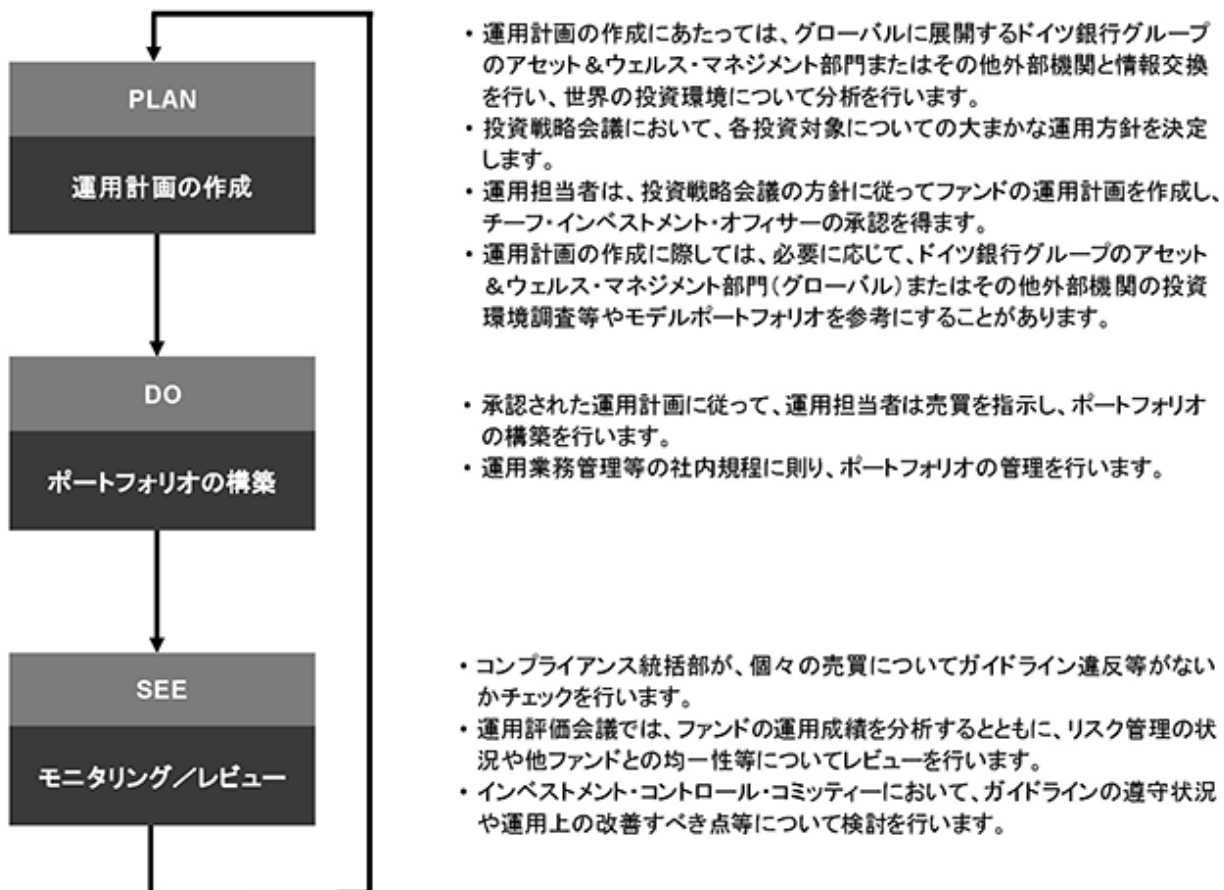 PLAN
運用計画の作成
・運用計画の作成にあたっては、グローバルに展開するドイツ銀行グループ
のアセット＆ウェルス・マネジメント部門またはその他外部機関と情報交換
を行い、世界の投資環境について分析を行います。
・投資戦略会議において、各投資対象についての大まかな運用方針を決定
します。
・運用担当者は、投資戦略会議の方針に従ってファンドの運用計画を作成し、
チーフ・インベストメント・オフィサーの承認を得ます。
・運用計画の作成に際しては、必要に応じて、ドイツ銀行グループのアセット
＆ウェルス・マネジメント部門（グローバル）またはその他外部機関の投資
環境調査等やモデルポートフォリオを参考にすることがあります。
DO
ポートフォリオの構築
・承認された運用計画に従って、運用担当者は売買を指示し、ポートフォリオ
の構築を行います。
・運用業務管理等の社内規程に則り、ポートフォリオの管理を行います。
SEE
モニタリング／レビュー
・コンプライアンス統括部が、個々の売買についてガイドライン違反等がない
かチェックを行います。
・運用評価会議では、ファンドの運用成績を分析するとともに、リスク管理の状
況や他ファンドとの均一性等についてレビューを行います。
・インベストメント・コントロール・コミッティーにおいて、ガイドラインの遵守状況
や運用上の改善すべき点等について検討を行います。